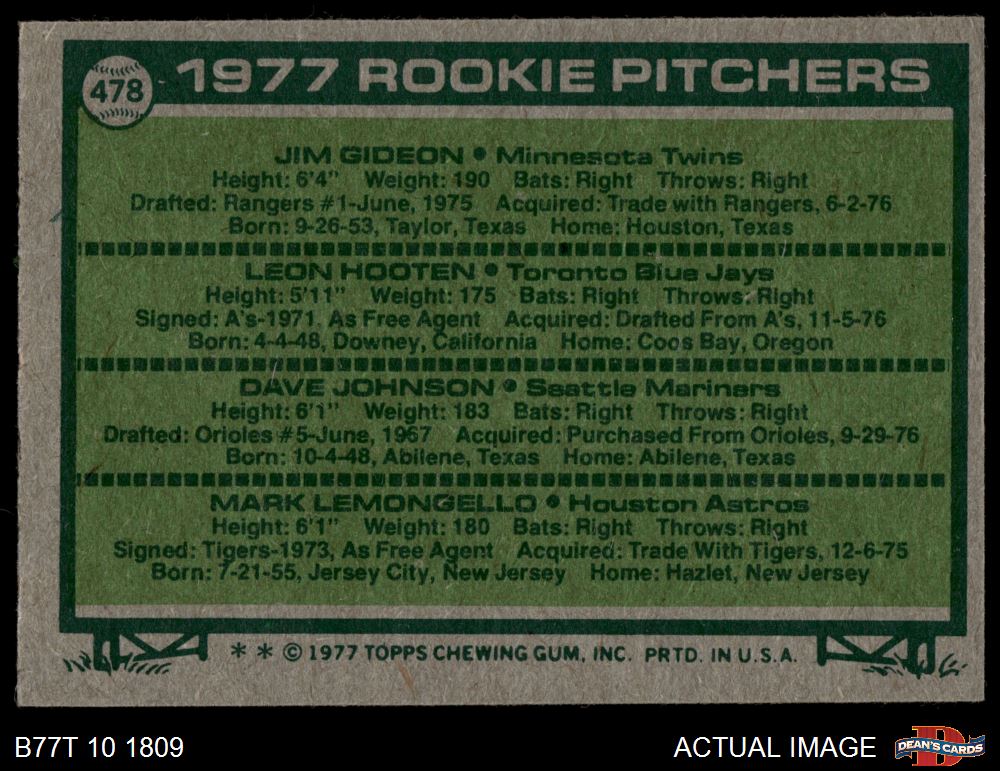 478
1977 ROOKIE PITCHERS
JIM GIDEON • Minnesota Twins
Height: 6'4" Weight: 190 Bats: Right Throws: Right
Drafted: Rangers #1-June, 1975 Acquired: Trade with Rangers, 6-2-76
Born: 9-26-53, Taylor, Texas Home: Houston, Texas
LEON HOOTEN • Toronto Blue Jays
Height: 5'11" Weight: 175 Bats: Right Throws: Right
Signed: A's-1971, As Free Agent Acquired: Drafted From A's, 11-5-76
Born: 4-4-48, Downey, California Home: Coos Bay, Oregon
DAVE JOHNSON • Seattle Mariners
Height: 6'1" Weight: 183 Bats: Right Throws: Right
Drafted: Orioles #5-June, 1967 Acquired: Purchased From Orioles, 9-29-76
Born: 10-4-48, Abilene, Texas Home: Abilene, Texas
MARK LEMONGELLO • Houston Astros
Height: 6'1" Weight: 180 Bats: Right Throws: Right
Signed: Tigers-1973, As Free Agent Acquired: Trade With Tigers, 12-6-75
Born: 7-21-55, Jersey City, New Jersey Home: Hazlet, New Jersey
* * © 1977 TOPPS CHEWING GUM, INC. PRTD. IN U.S.A.
B77T 10 1809
ACTUAL IMAGE
D
DEAN'S CARDS